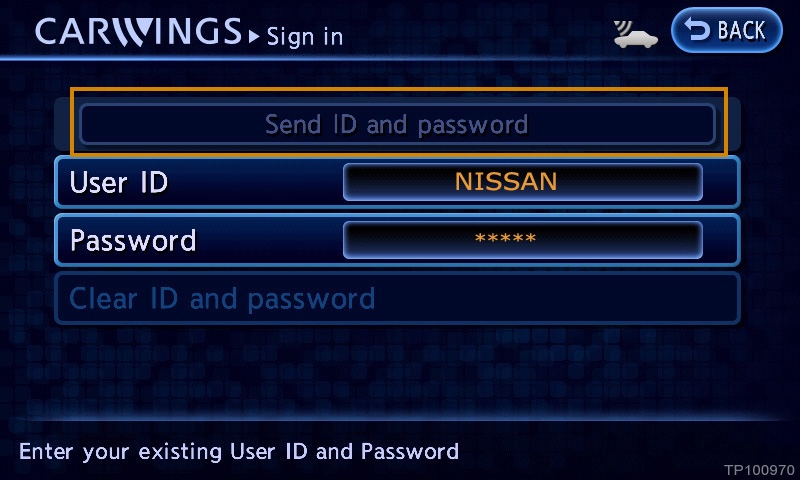 CARWINGS ▶ Sign in
BACK
Send ID and password
User ID NISSAN
Password *****
Clear ID and password
Enter your existing User ID and Password
TP100970